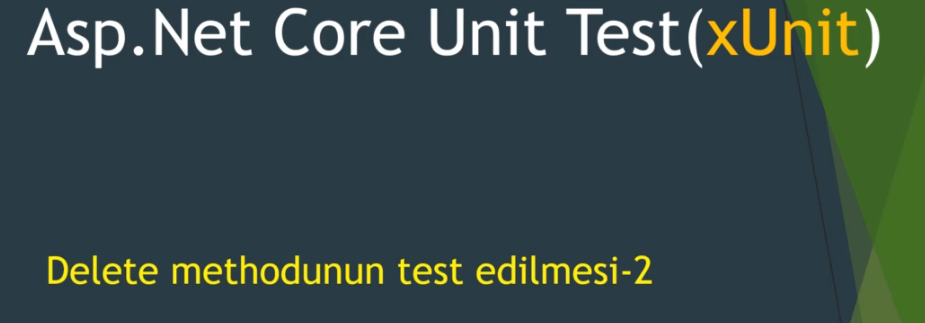 Asp.Net Core Unit Test(xUnit)
Delete methodunun test edilmesi-2